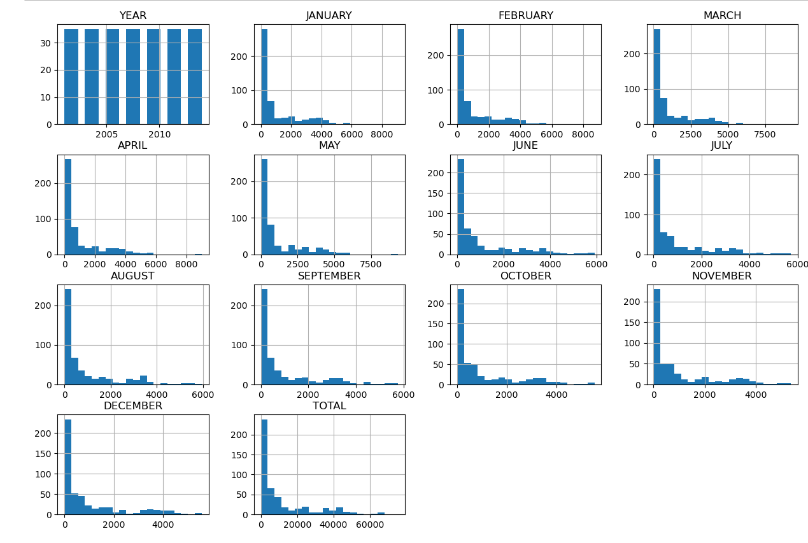 YEAR JANUARY FEBRUARY MARCH
30 20 10 0 2005 2010
200 100 0 0 2000 4000 6000 8000
200 100 0 0 2000 4000 6000 8000
200 100 0 0 2500 5000 7500
APRIL MAY JUNE JULY
200 100 0 0 2000 4000 6000 8000
200 100 0 0 2500 5000 7500
200 150 100 50 0 0 2000 4000 6000
200 100 0 0 2000 4000 6000
AUGUST SEPTEMBER OCTOBER NOVEMBER
200 100 0 0 2000 4000 6000
200 100 0 0 2000 4000 6000
200 150 100 50 0 0 2000 4000
200 150 100 50 0 0 2000 4000
DECEMBER TOTAL
200 150 100 50 0 0 2000 4000
200 150 100 50 0 0 20000 40000 60000